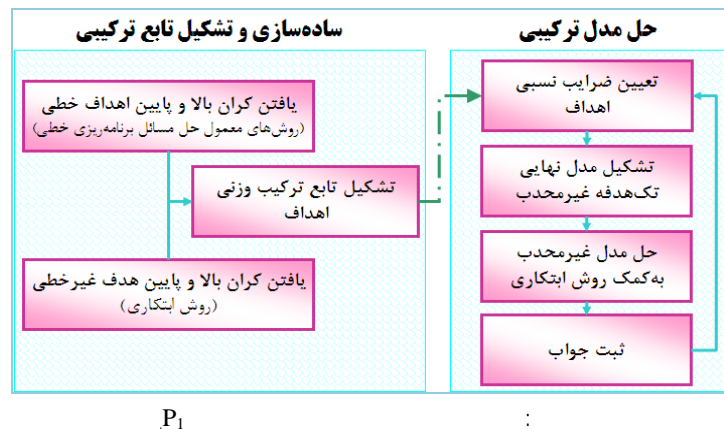 ساده‌سازی و تشکیل تابع ترکیبی
یافتن کران بالا و پایین اهداف خطی
(روش‌های معمول حل مسائل برنامه‌ریزی خطی)
تشکیل تابع ترکیب وزنی
اهداف
یافتن کران بالا و پایین هدف غیرخطی
(روش ابتکاری)
حل مدل ترکیبی
تعیین ضرایب نسبی
اهداف
تشکیل مدل نهایی
تک‌هدفه غیرمحدب
حل مدل غیرمحدب
به‌کمک روش ابتکاری
ثبت جواب
P1 :